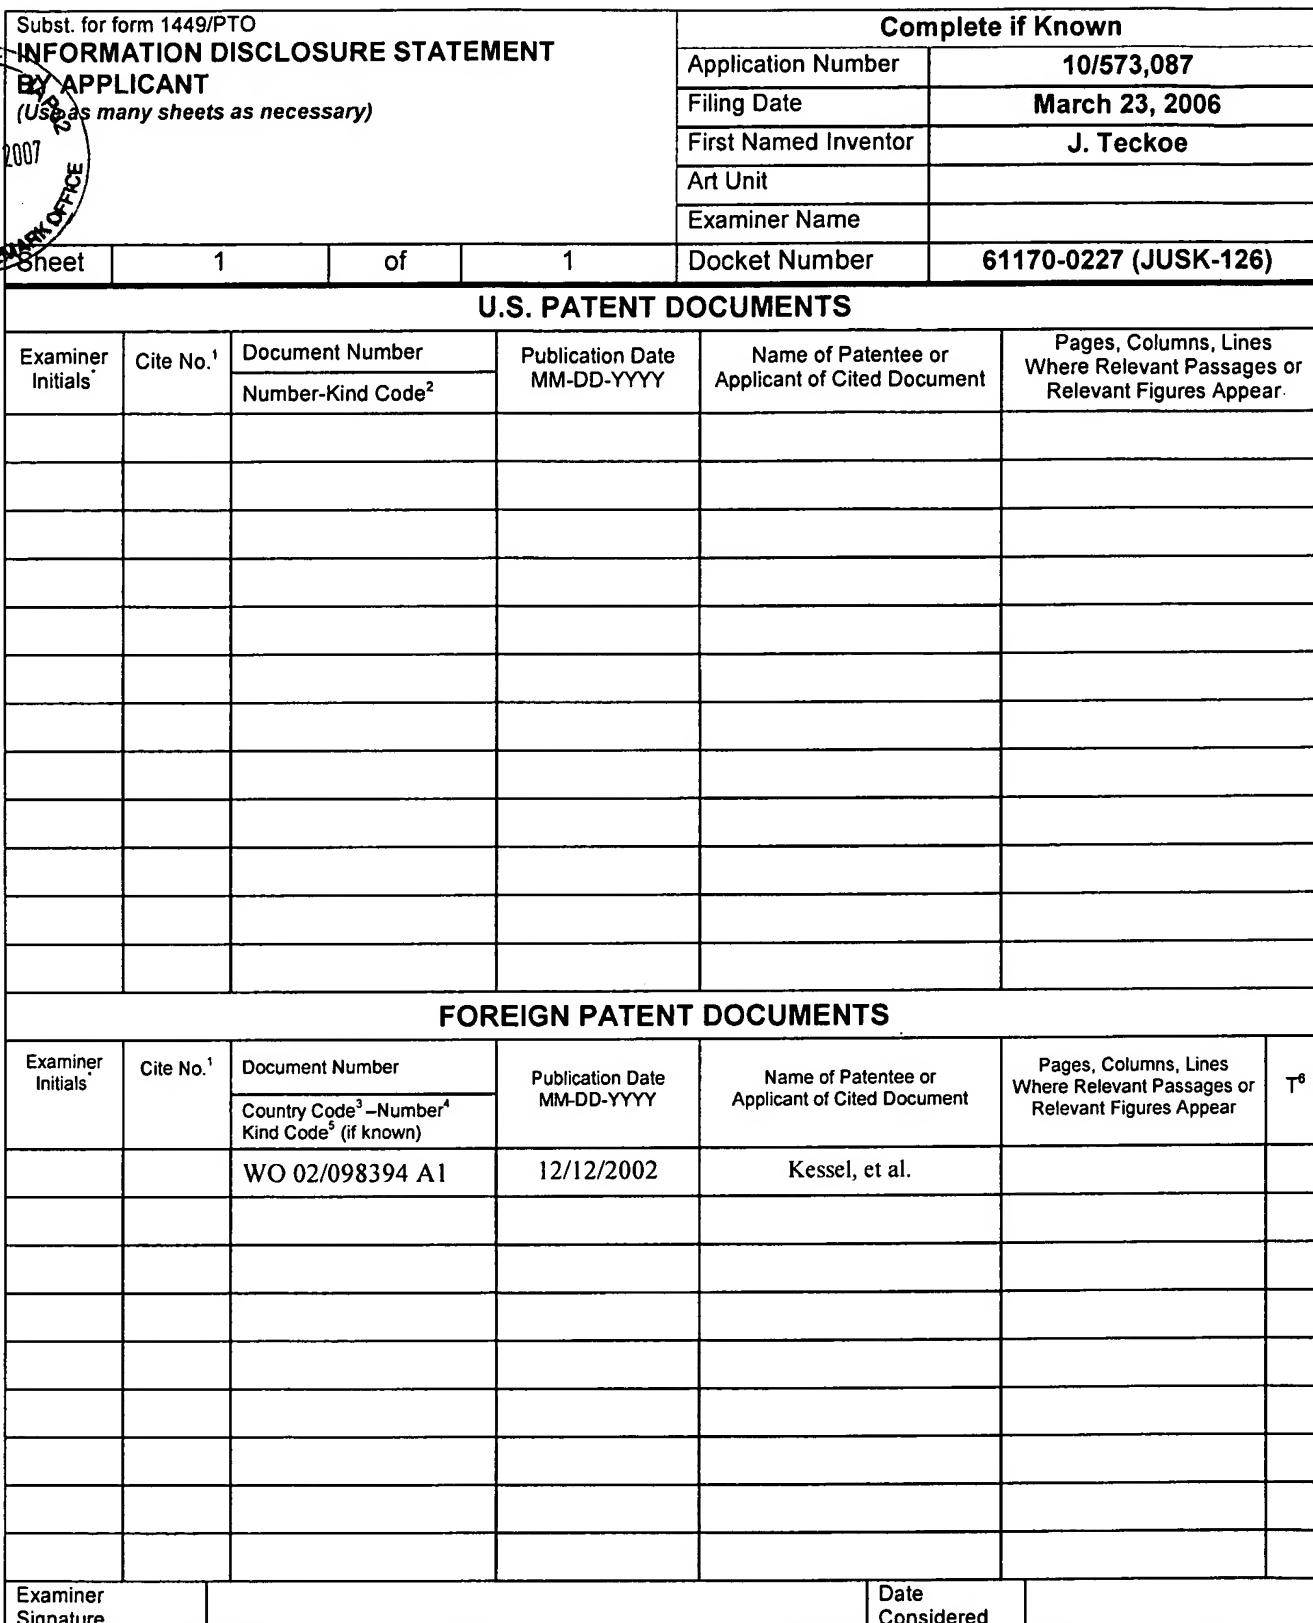 Subst. for form 1449/PTO
INFORMATION DISCLOSURE STATEMENT
BY APPLICANT
(Use as many sheets as necessary)
2007
MARK OFFICE
Complete if Known
Application Number 10/573,087
Filing Date March 23, 2006
First Named Inventor J. Teckoe
Art Unit
Examiner Name
Sheet 1 of 1 Docket Number 61170-0227 (JUSK-126)
U.S. PATENT DOCUMENTS
Examiner
Initials*
Cite No.¹
Document Number
Number-Kind Code²
Publication Date
MM-DD-YYYY
Name of Patentee or
Applicant of Cited Document
Pages, Columns, Lines
Where Relevant Passages or
Relevant Figures Appear
FOREIGN PATENT DOCUMENTS
Examiner
Initials*
Cite No.¹
Document Number
Country Code³ –Number⁴
Kind Code⁵ (if known)
Publication Date
MM-DD-YYYY
Name of Patentee or
Applicant of Cited Document
Pages, Columns, Lines
Where Relevant Passages or
Relevant Figures Appear
T⁶
WO 02/098394 A1 12/12/2002 Kessel, et al.
Examiner
Signature
Date
Considered